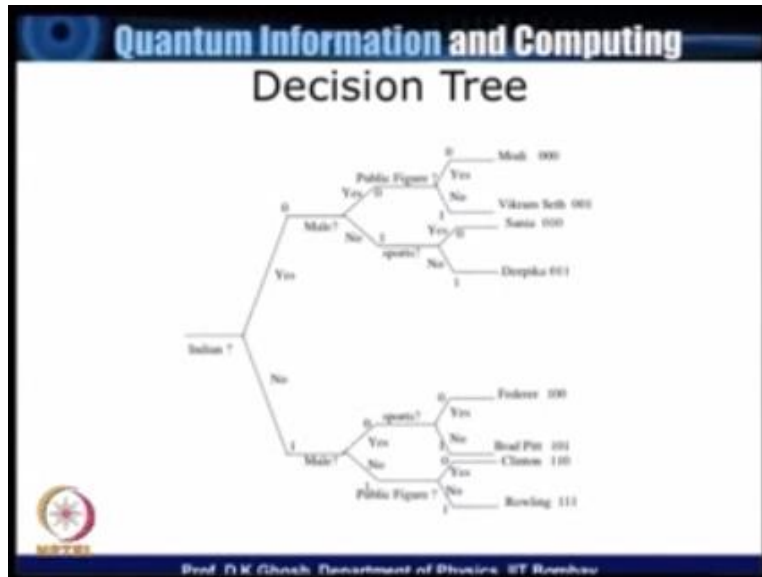 Quantum Information and Computing
Decision Tree
0 Modi 000
Public Figure ? Yes
Yes 0 No
0 1 Vikram Seth 001
Male? Yes 0 Sania 010
No 1
sports? No
Yes 1 Deepika 011
Indian ?
No
0 Federer 100
0 sports? Yes
Yes No
1 1 Brad Pitt 101
Male? 0 Clinton 110
No Yes
1 Public Figure ? No
1 Rowling 111
NPTEL
Prof. D.K.Ghosh, Department of Physics, IIT Bombay